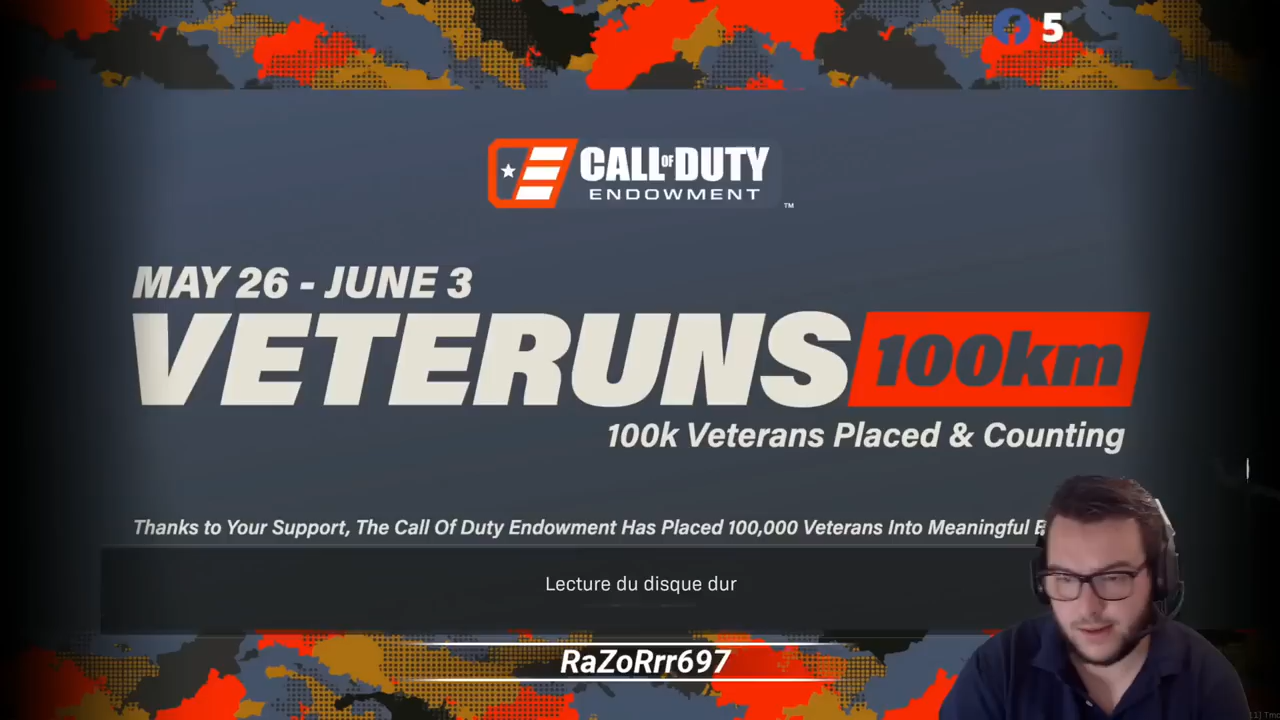 5
CALL OF DUTY
ENDOWMENT
™
MAY 26 - JUNE 3
VETERUNS 100km
100k Veterans Placed & Counting
Thanks to Your Support, The Call Of Duty Endowment Has Placed 100,000 Veterans Into Meaningful
Lecture du disque dur
RaZoRrr697